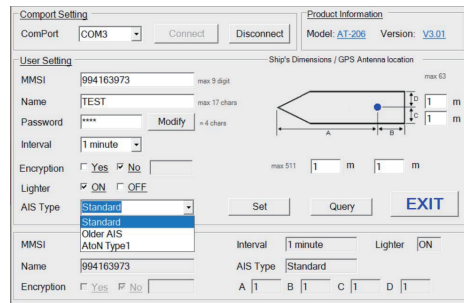 Comport Setting
ComPort COM3 Connect Disconnect
Product Information
Model: AT-206 Version: V3.01
User Setting
Ship's Dimensions / GPS Antenna location
MMSI 994163973 max 9 digit
max 63
Name TEST max 17 chars
D 1 m
Password **** Modify = 4 chars
C 1 m
A B
Interval 1 minute
Encryption Yes No
max 511 1 m 1 m
Lighter ON OFF
AIS Type Standard
Set Query EXIT
Standard
Older AIS
AtoN Type1
MMSI
Interval 1 minute Lighter ON
Name 994163973
AIS Type Standard
Encryption Yes No
A 1 B 1 C 1 D 1